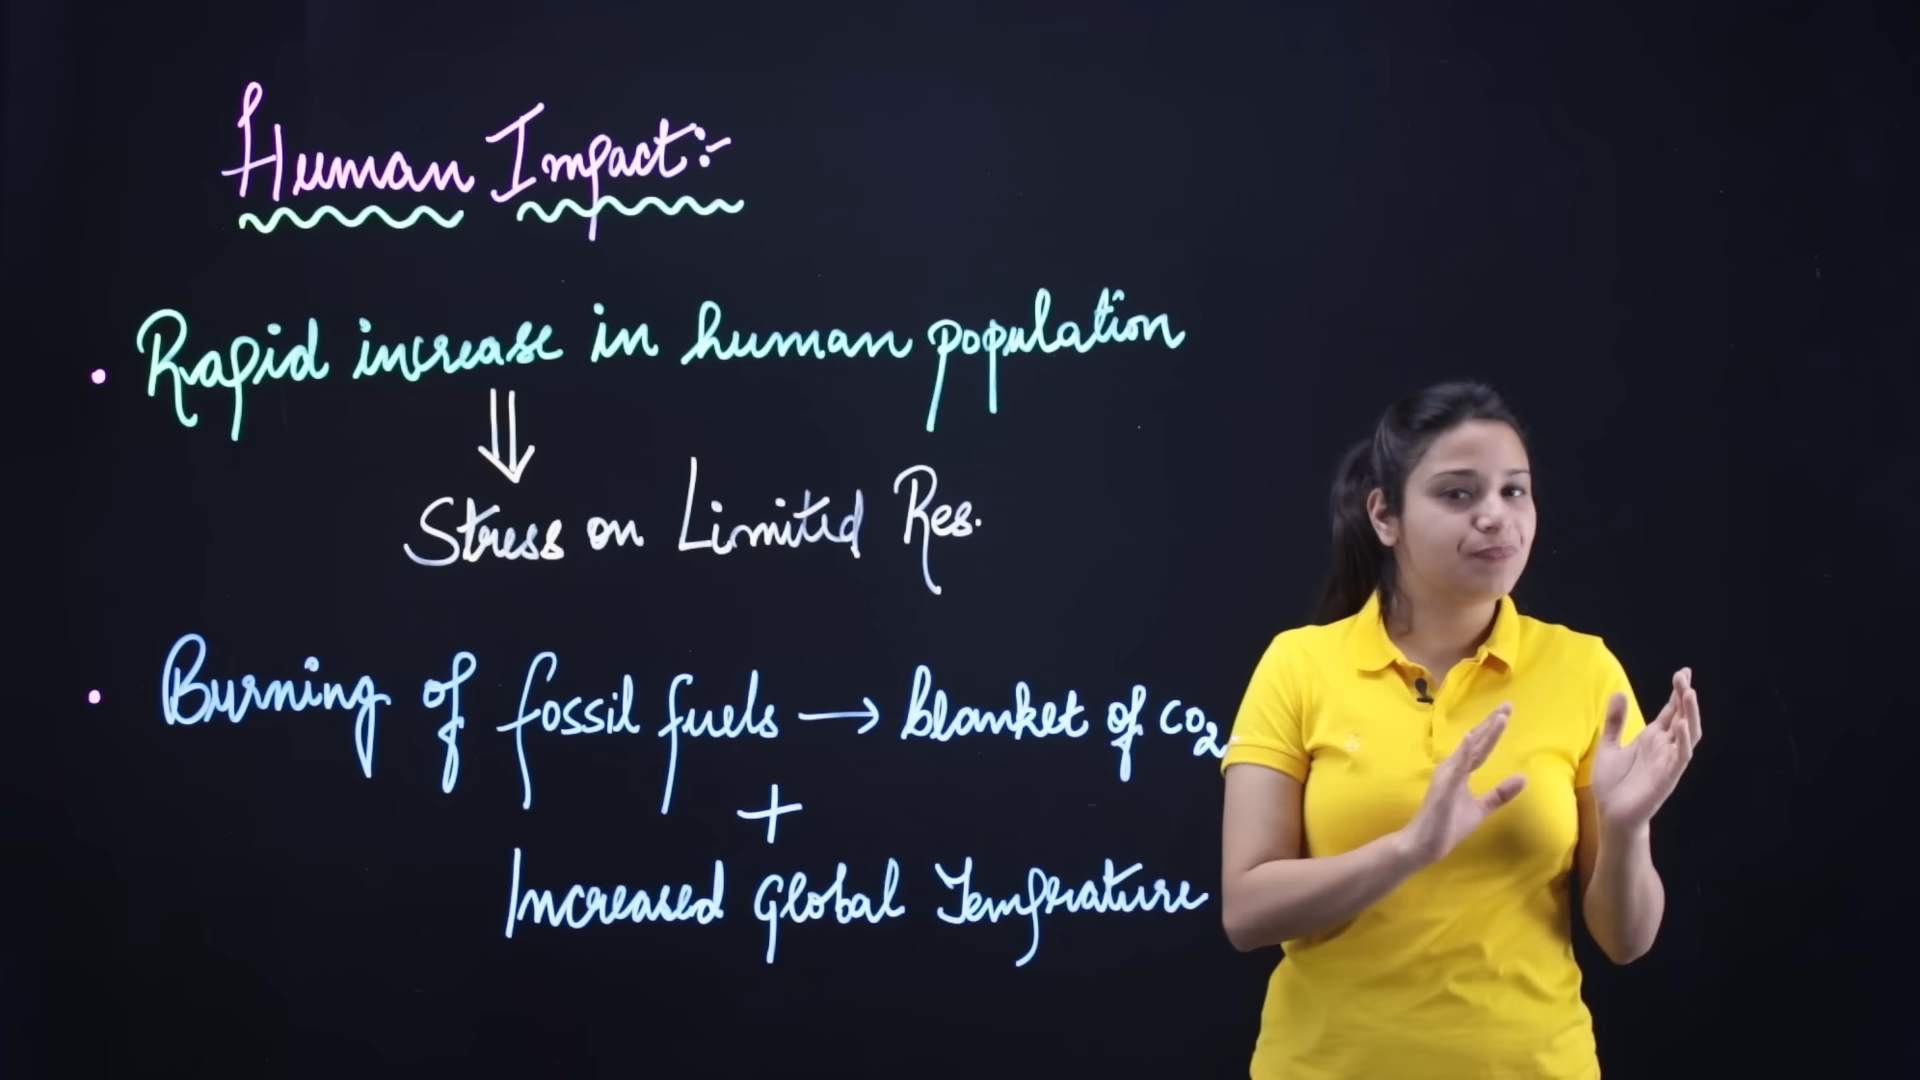 Human Impact:-
• Rapid increase in human population
⇓
Stress on Limited Res.
• Burning of fossil fuels → blanket of CO2
+
Increased Global Temperature